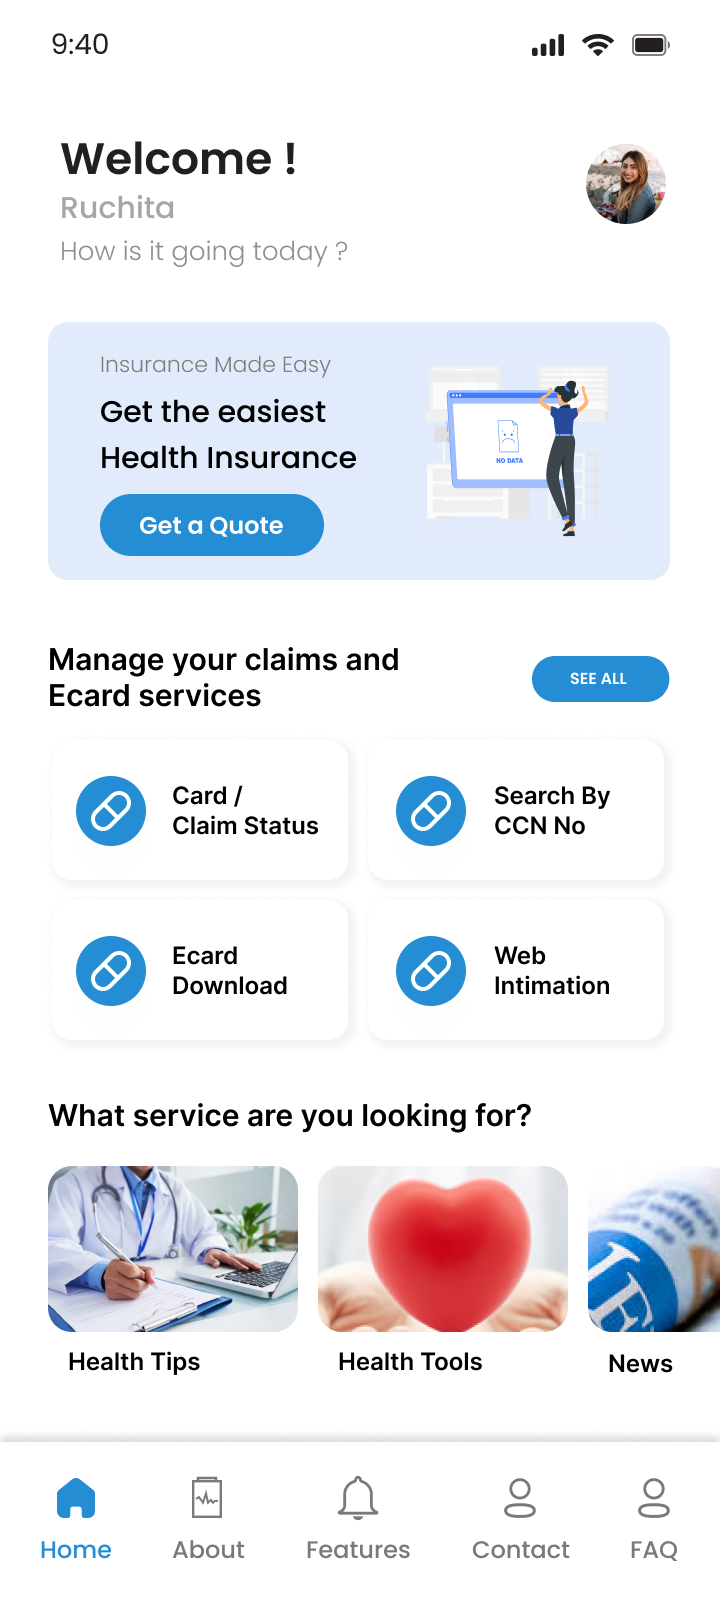 9:40
Welcome !
Ruchita
How is it going today ?
Insurance Made Easy
Get the easiest
Health Insurance
Get a Quote
NO DATA
Manage your claims and
Ecard services
SEE ALL
Card /
Claim Status
Search By
CCN No
Ecard
Download
Web
Intimation
What service are you looking for?
Health Tips
Health Tools
News
Home
About
Features
Contact
FAQ